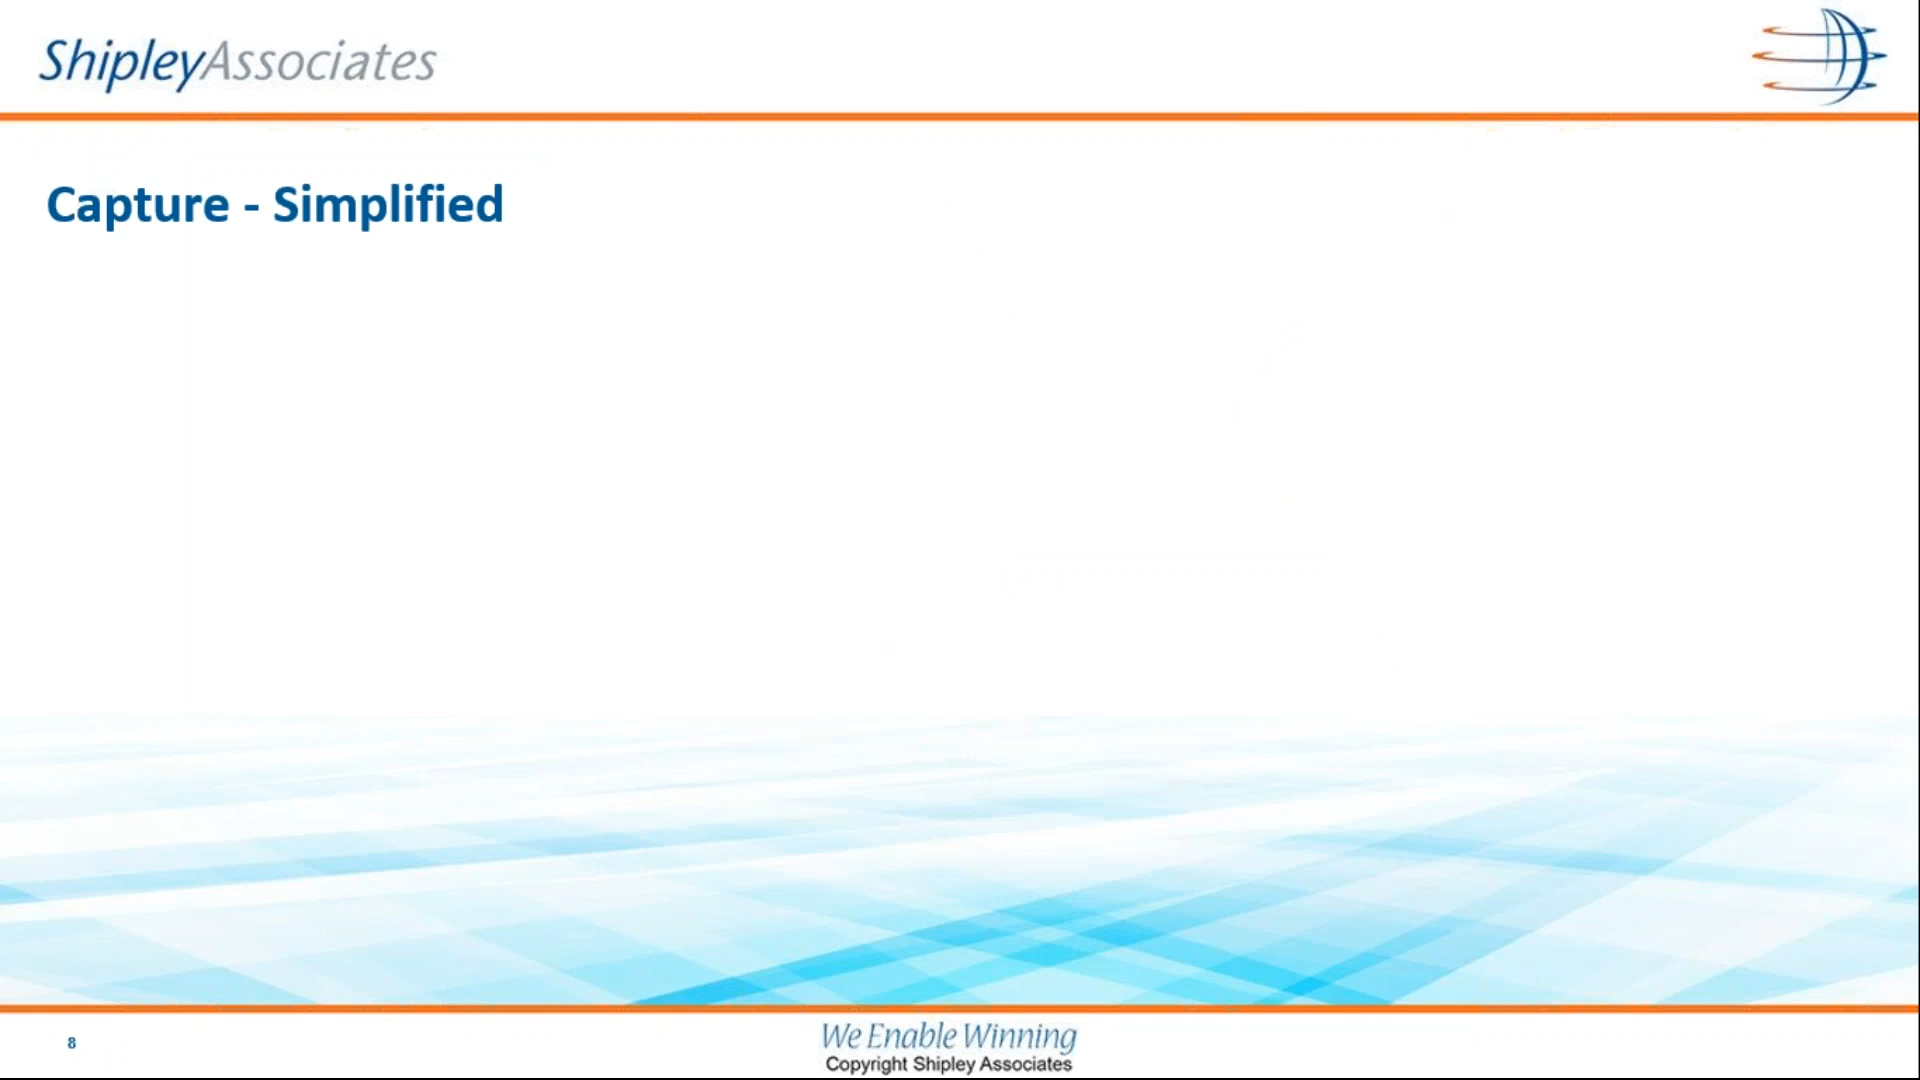 ShipleyAssociates
Capture - Simplified
8
We Enable Winning
Copyright Shipley Associates